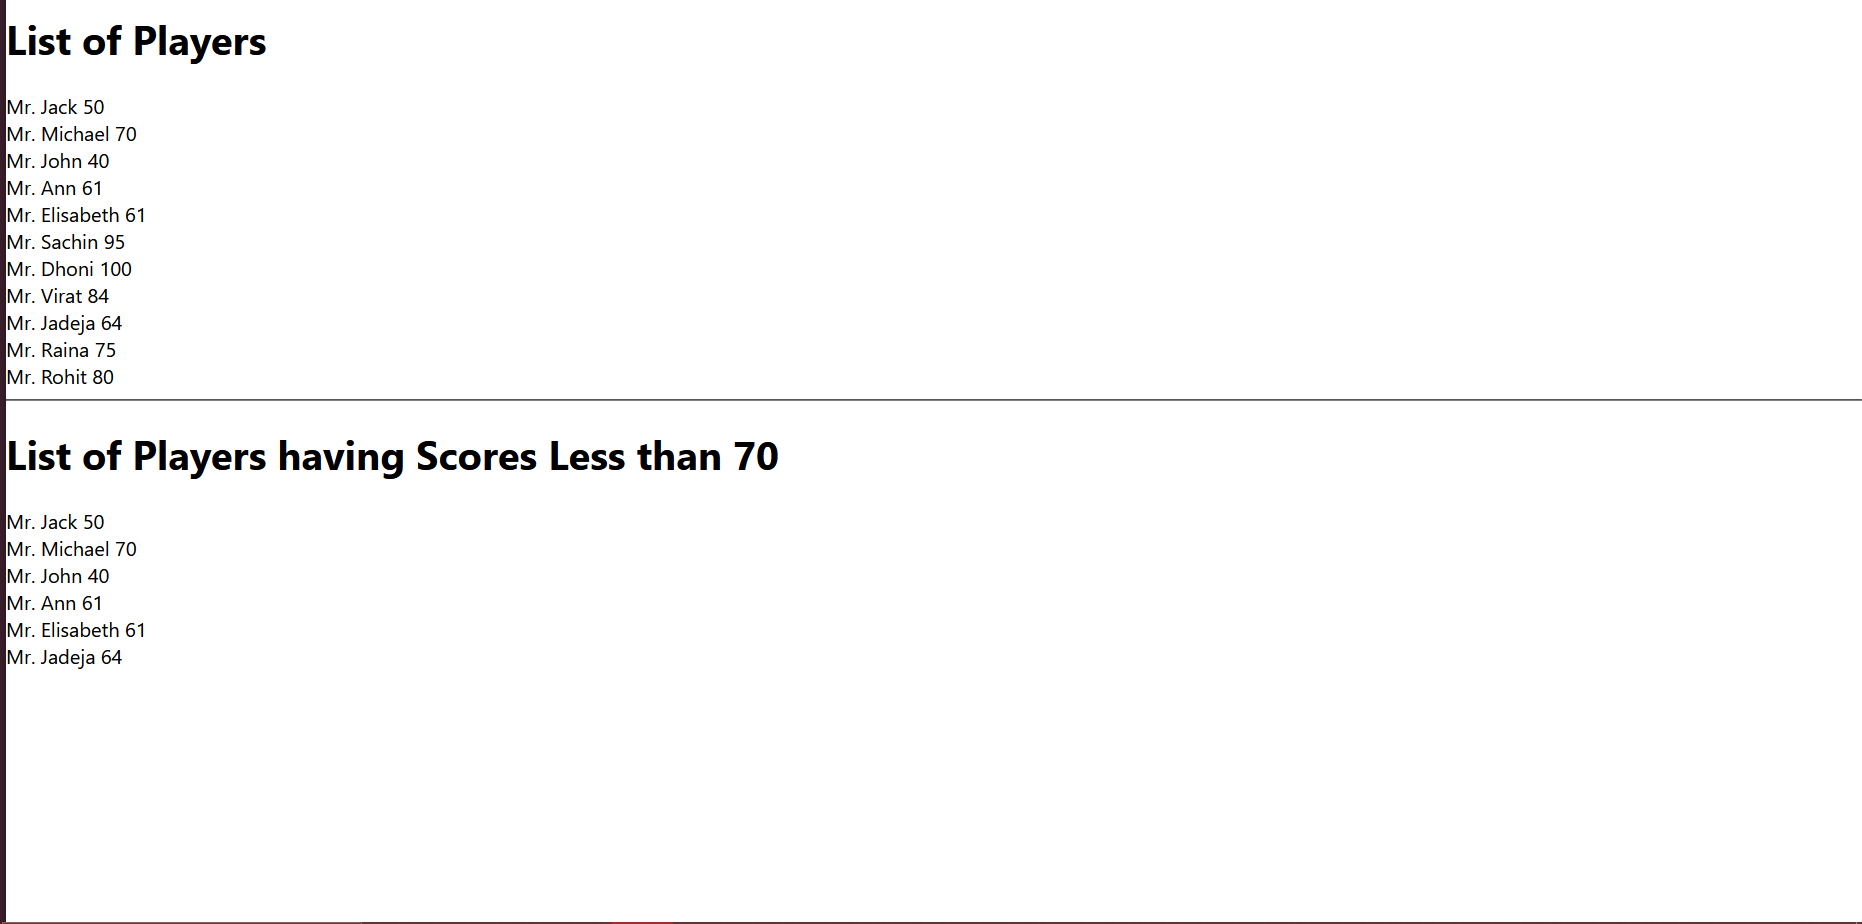 List of Players
Mr. Jack 50
Mr. Michael 70
Mr. John 40
Mr. Ann 61
Mr. Elisabeth 61
Mr. Sachin 95
Mr. Dhoni 100
Mr. Virat 84
Mr. Jadeja 64
Mr. Raina 75
Mr. Rohit 80
List of Players having Scores Less than 70
Mr. Jack 50
Mr. Michael 70
Mr. John 40
Mr. Ann 61
Mr. Elisabeth 61
Mr. Jadeja 64